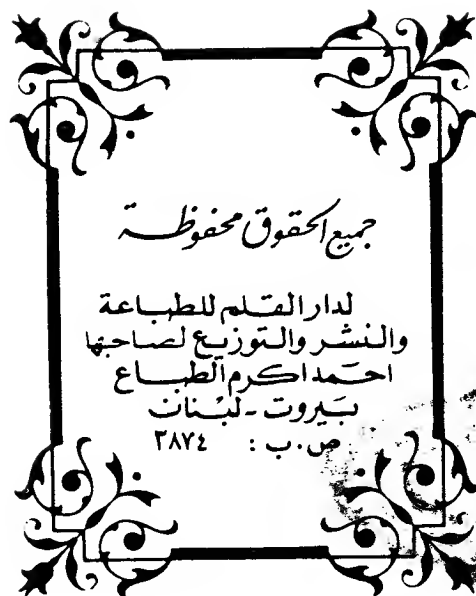 جميع الحقوق محفوظة
لدار القلم للطباعة
والنشر والتوزيع لصاحبها
احمد اكرم الطباع
بيروت - لبنان
ص.ب : ٣٨٧٤